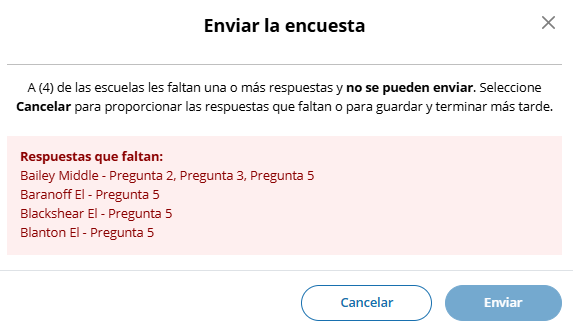 Enviar la encuesta
A (4) de las escuelas les faltan una o más respuestas y no se pueden enviar. Seleccione
Cancelar para proporcionar las respuestas que faltan o para guardar y terminar más tarde.
Respuestas que faltan:
Bailey Middle - Pregunta 2, Pregunta 3, Pregunta 5
Baranoff El - Pregunta 5
Blackshear El - Pregunta 5
Blanton El - Pregunta 5
Cancelar
Enviar